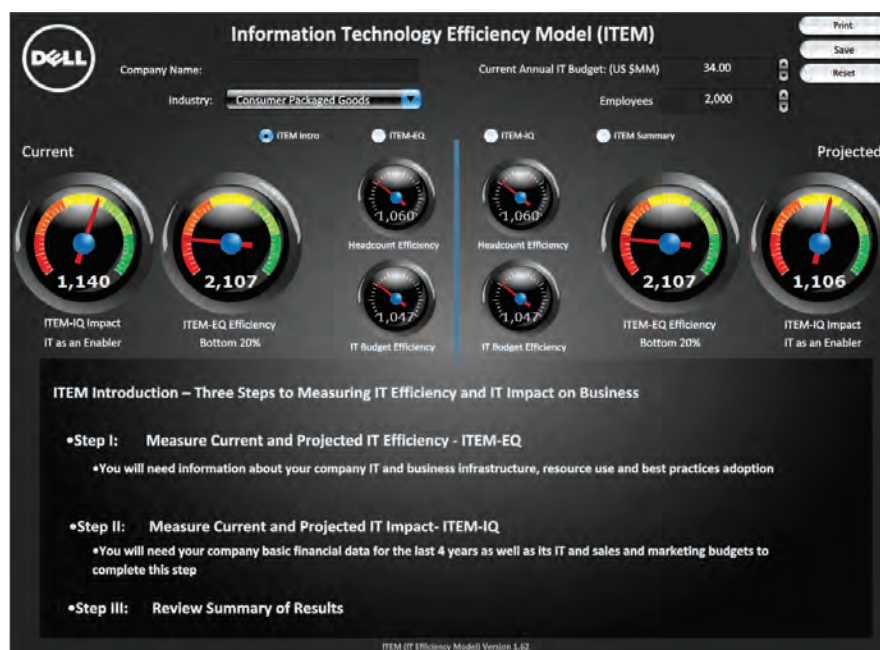 DELL
Information Technology Efficiency Model (ITEM)
Print
Save
Reset
Company Name:
Current Annual IT Budget: (US $MM) 34.00
Industry: Consumer Packaged Goods
Employees 2,000
ITEM Intro ITEM-EQ ITEM-IQ ITEM Summary
Current
Projected
1,140
ITEM-IQ Impact
IT as an Enabler
2,107
ITEM-EQ Efficiency
Bottom 20%
1,060
Headcount Efficiency
1,047
IT Budget Efficiency
1,060
Headcount Efficiency
1,047
IT Budget Efficiency
2,107
ITEM-EQ Efficiency
Bottom 20%
1,106
ITEM-IQ Impact
IT as an Enabler
ITEM Introduction – Three Steps to Measuring IT Efficiency and IT Impact on Business
•Step I: Measure Current and Projected IT Efficiency - ITEM-EQ
•You will need information about your company IT and business infrastructure, resource use and best practices adoption
•Step II: Measure Current and Projected IT Impact- ITEM-IQ
•You will need your company basic financial data for the last 4 years as well as its IT and sales and marketing budgets to
complete this step
•Step III: Review Summary of Results
ITEM (IT Efficiency Model) Version 1.62